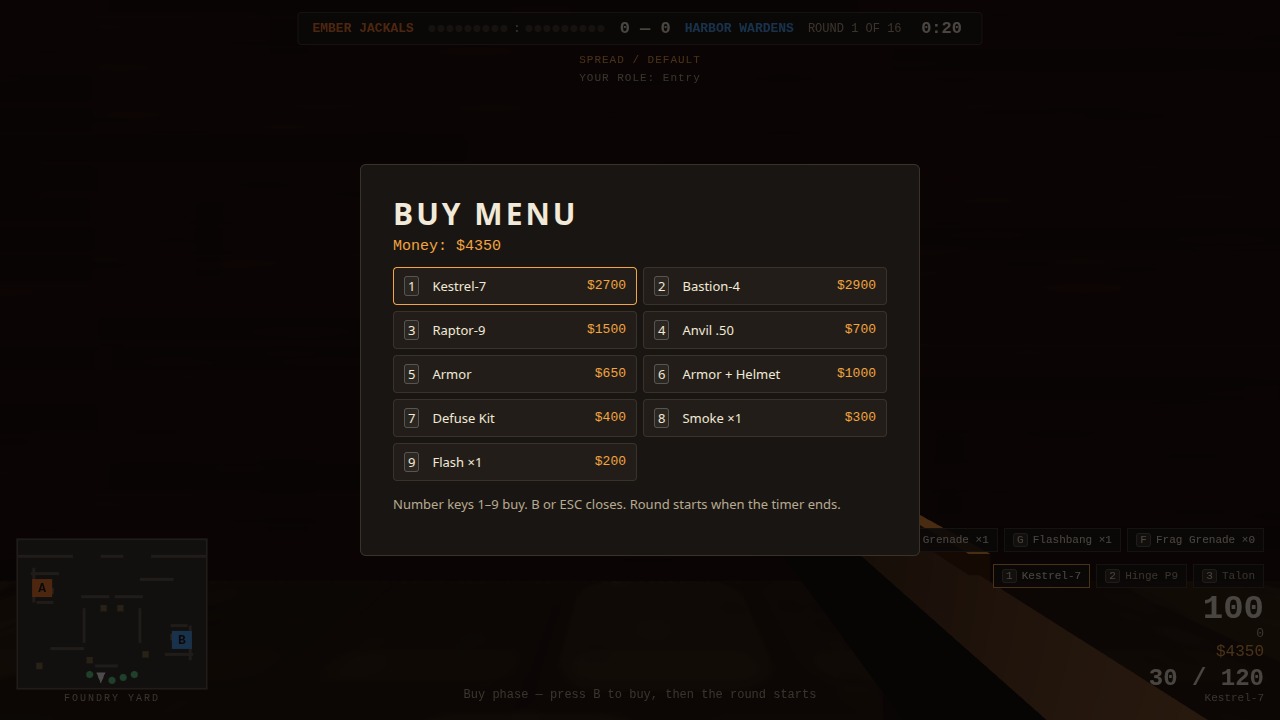 EMBER JACKALS : 0 — 0 HARBOR WARDENS ROUND 1 OF 16 0:20
SPREAD / DEFAULT
YOUR ROLE: Entry
BUY MENU
Money: $4350
1 Kestrel-7 $2700
2 Bastion-4 $2900
3 Raptor-9 $1500
4 Anvil .50 $700
5 Armor $650
6 Armor + Helmet $1000
7 Defuse Kit $400
8 Smoke ×1 $300
9 Flash ×1 $200
Number keys 1–9 buy. B or ESC closes. Round starts when the timer ends.
Grenade ×1 G Flashbang ×1 F Frag Grenade ×0
1 Kestrel-7 2 Hinge P9 3 Talon
100
0
$4350
30 / 120
Kestrel-7
A
B
FOUNDRY YARD
Buy phase — press B to buy, then the round starts